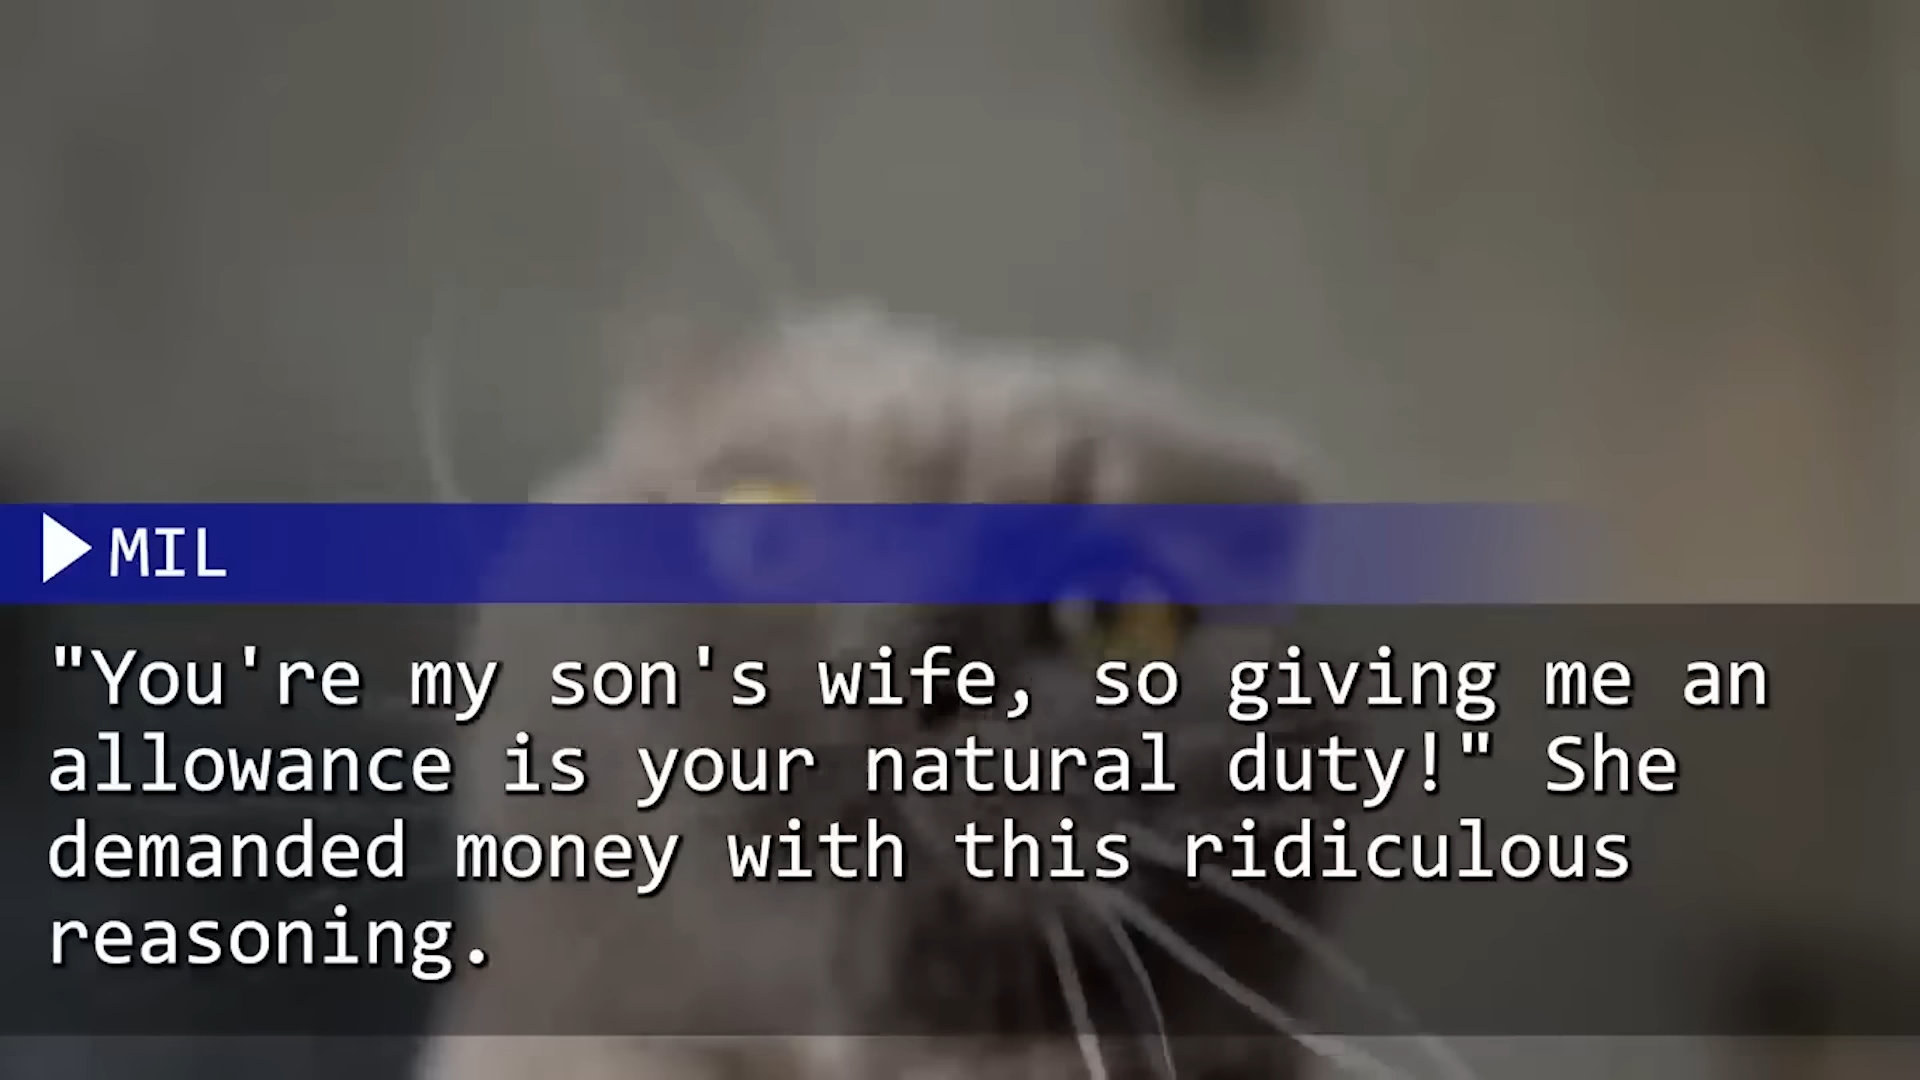 MIL
"You're my son's wife, so giving me an
allowance is your natural duty!" She
demanded money with this ridiculous
reasoning.